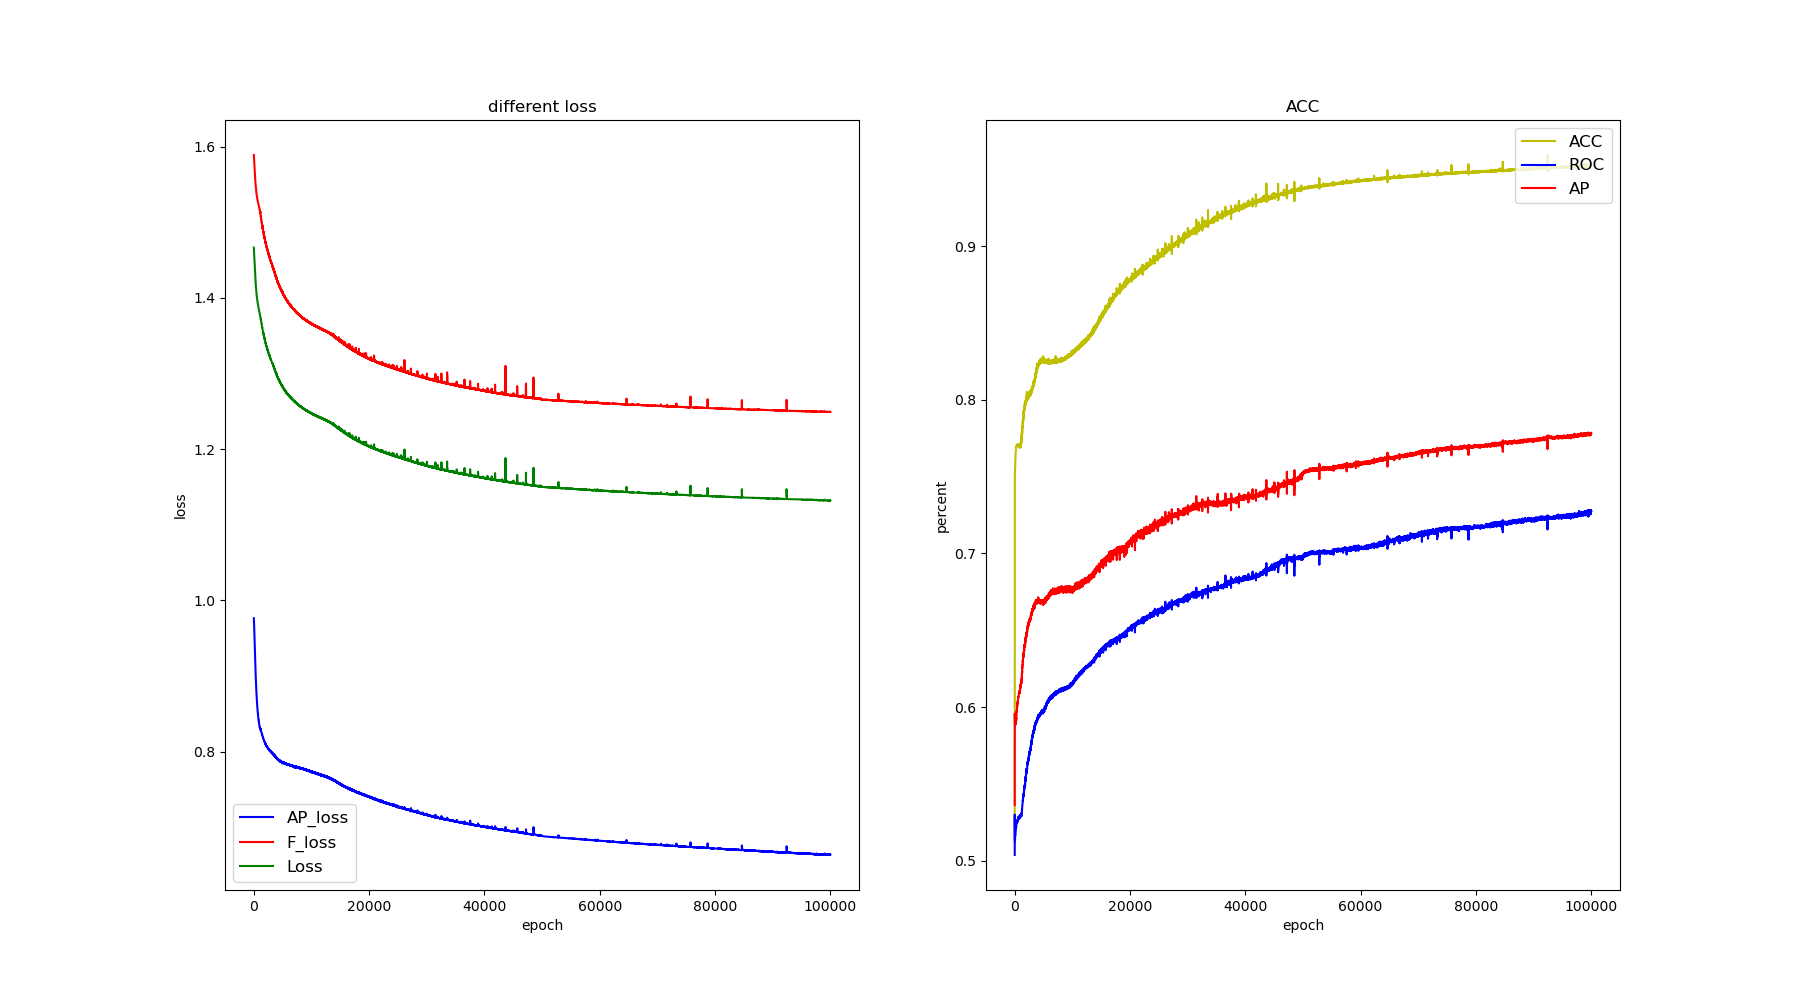 different loss
1.6
1.4
1.2
1.0
0.8
loss
AP_loss
F_loss
Loss
0 20000 40000 60000 80000 100000
epoch
ACC
0.9
0.8
0.7
0.6
0.5
percent
ACC
ROC
AP
0 20000 40000 60000 80000 100000
epoch